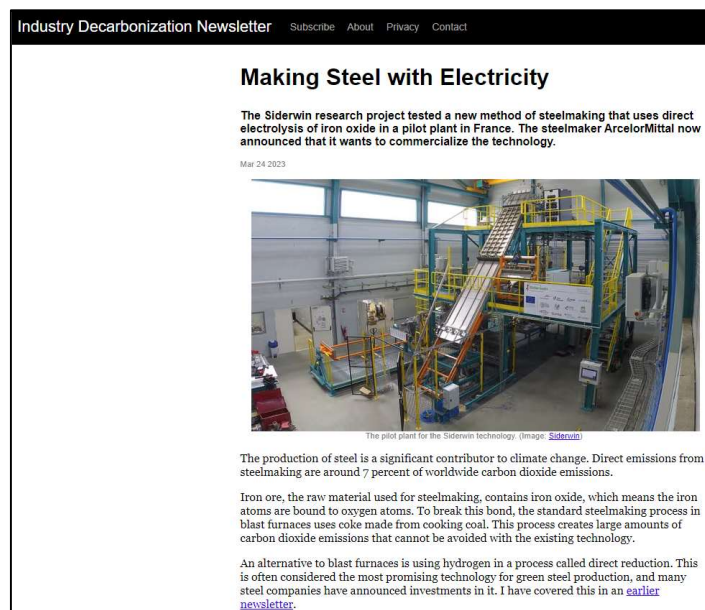 Industry Decarbonization Newsletter Subscribe About Privacy Contact
Making Steel with Electricity
The Siderwin research project tested a new method of steelmaking that uses direct
electrolysis of iron oxide in a pilot plant in France. The steelmaker ArcelorMittal now
announced that it wants to commercialize the technology.
Mar 24 2023
The pilot plant for the Siderwin technology. (Image: Siderwin)
The production of steel is a significant contributor to climate change. Direct emissions from
steelmaking are around 7 percent of worldwide carbon dioxide emissions.
Iron ore, the raw material used for steelmaking, contains iron oxide, which means the iron
atoms are bound to oxygen atoms. To break this bond, the standard steelmaking process in
blast furnaces uses coke made from cooking coal. This process creates large amounts of
carbon dioxide emissions that cannot be avoided with the existing technology.
An alternative to blast furnaces is using hydrogen in a process called direct reduction. This
is often considered the most promising technology for green steel production, and many
steel companies have announced investments in it. I have covered this in an earlier
newsletter.